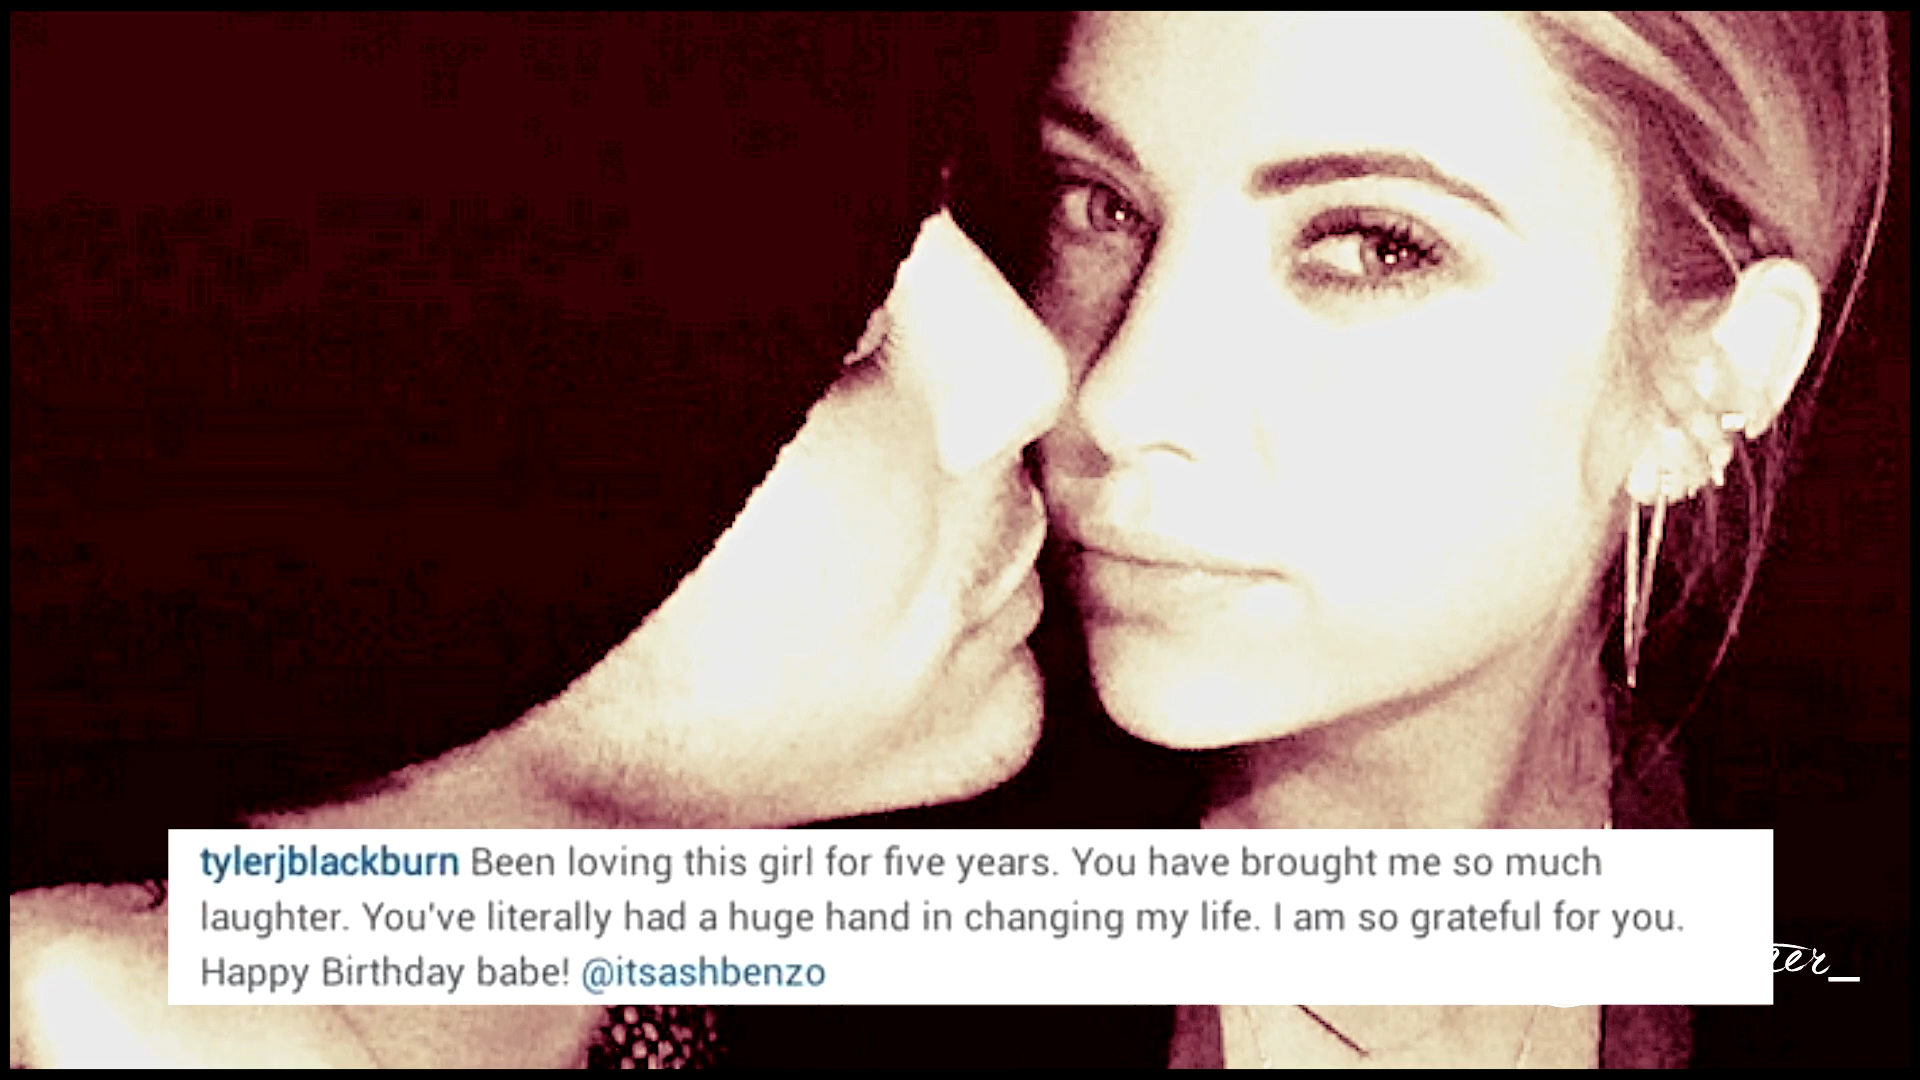 tylerjblackburn Been loving this girl for five years. You have brought me so much
laughter. You've literally had a huge hand in changing my life. I am so grateful for you.
Happy Birthday babe! @itsashbenzo